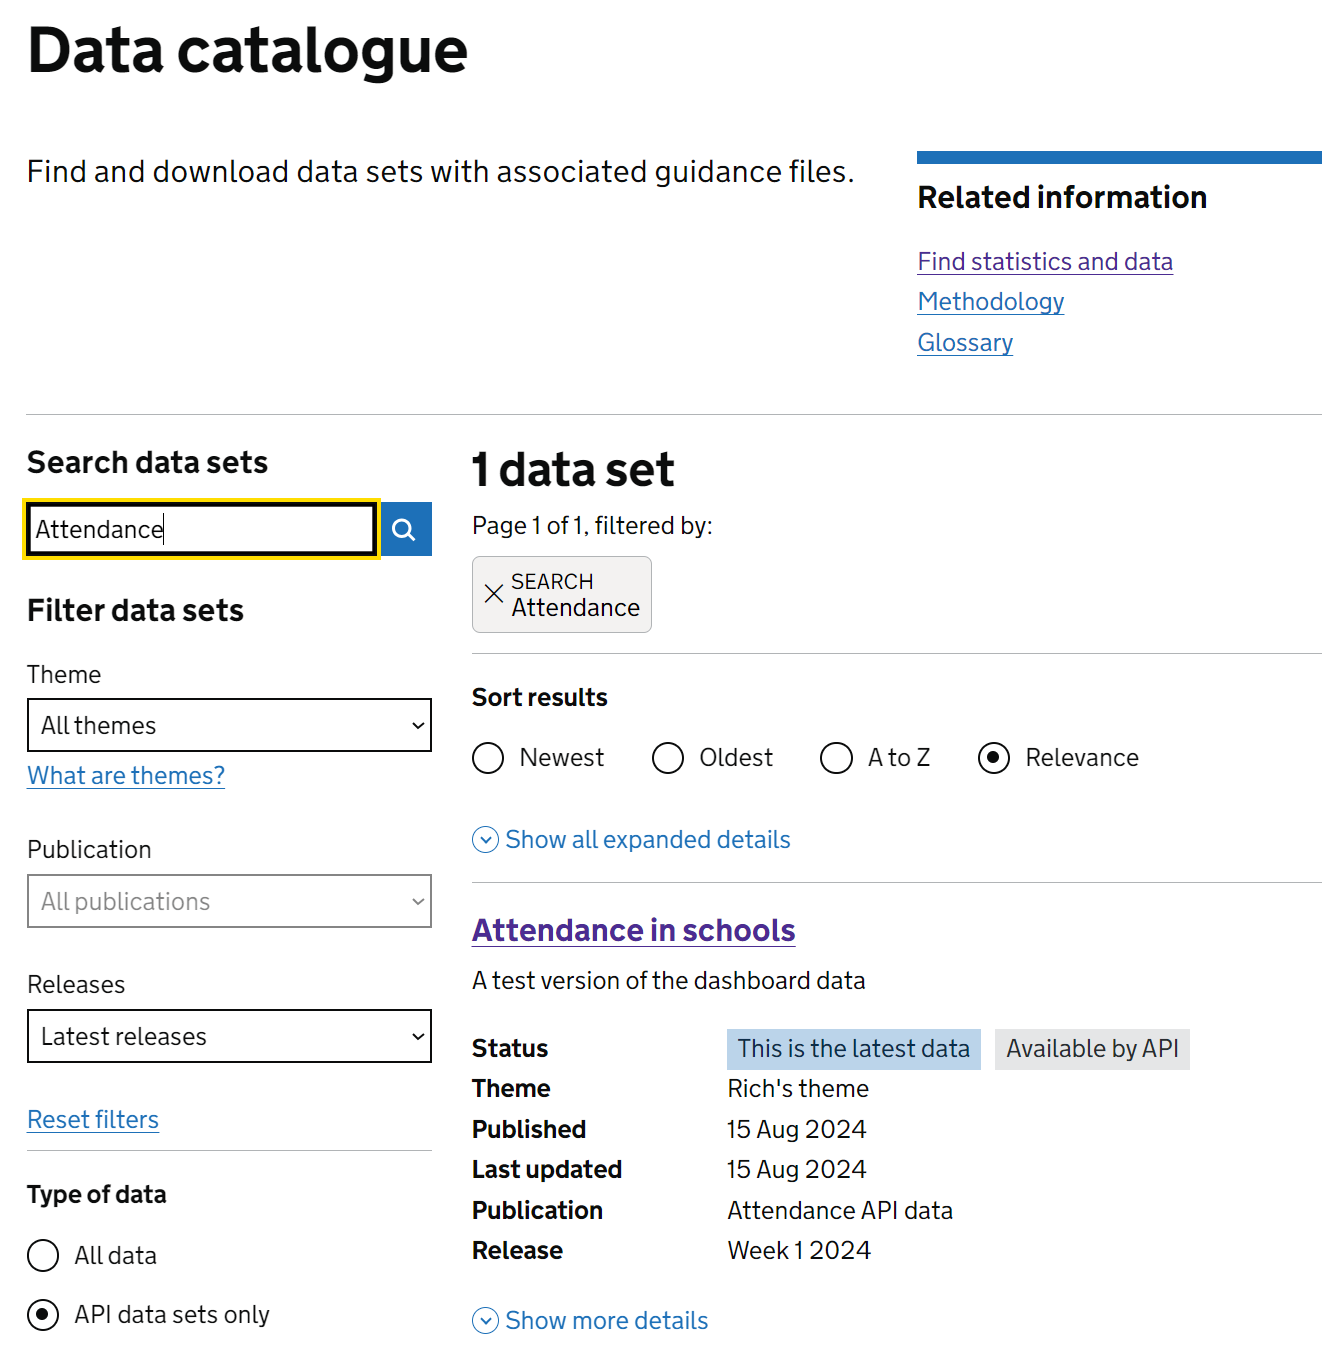 Data catalogue
Find and download data sets with associated guidance files.
Related information
Find statistics and data
Methodology
Glossary
Search data sets
Attendance
Filter data sets
Theme
All themes
What are themes?
Publication
All publications
Releases
Latest releases
Reset filters
Type of data
All data
API data sets only
1 data set
Page 1 of 1, filtered by:
SEARCH
Attendance
Sort results
Newest Oldest A to Z Relevance
Show all expanded details
Attendance in schools
A test version of the dashboard data
Status This is the latest data Available by API
Theme Rich's theme
Published 15 Aug 2024
Last updated 15 Aug 2024
Publication Attendance API data
Release Week 1 2024
Show more details